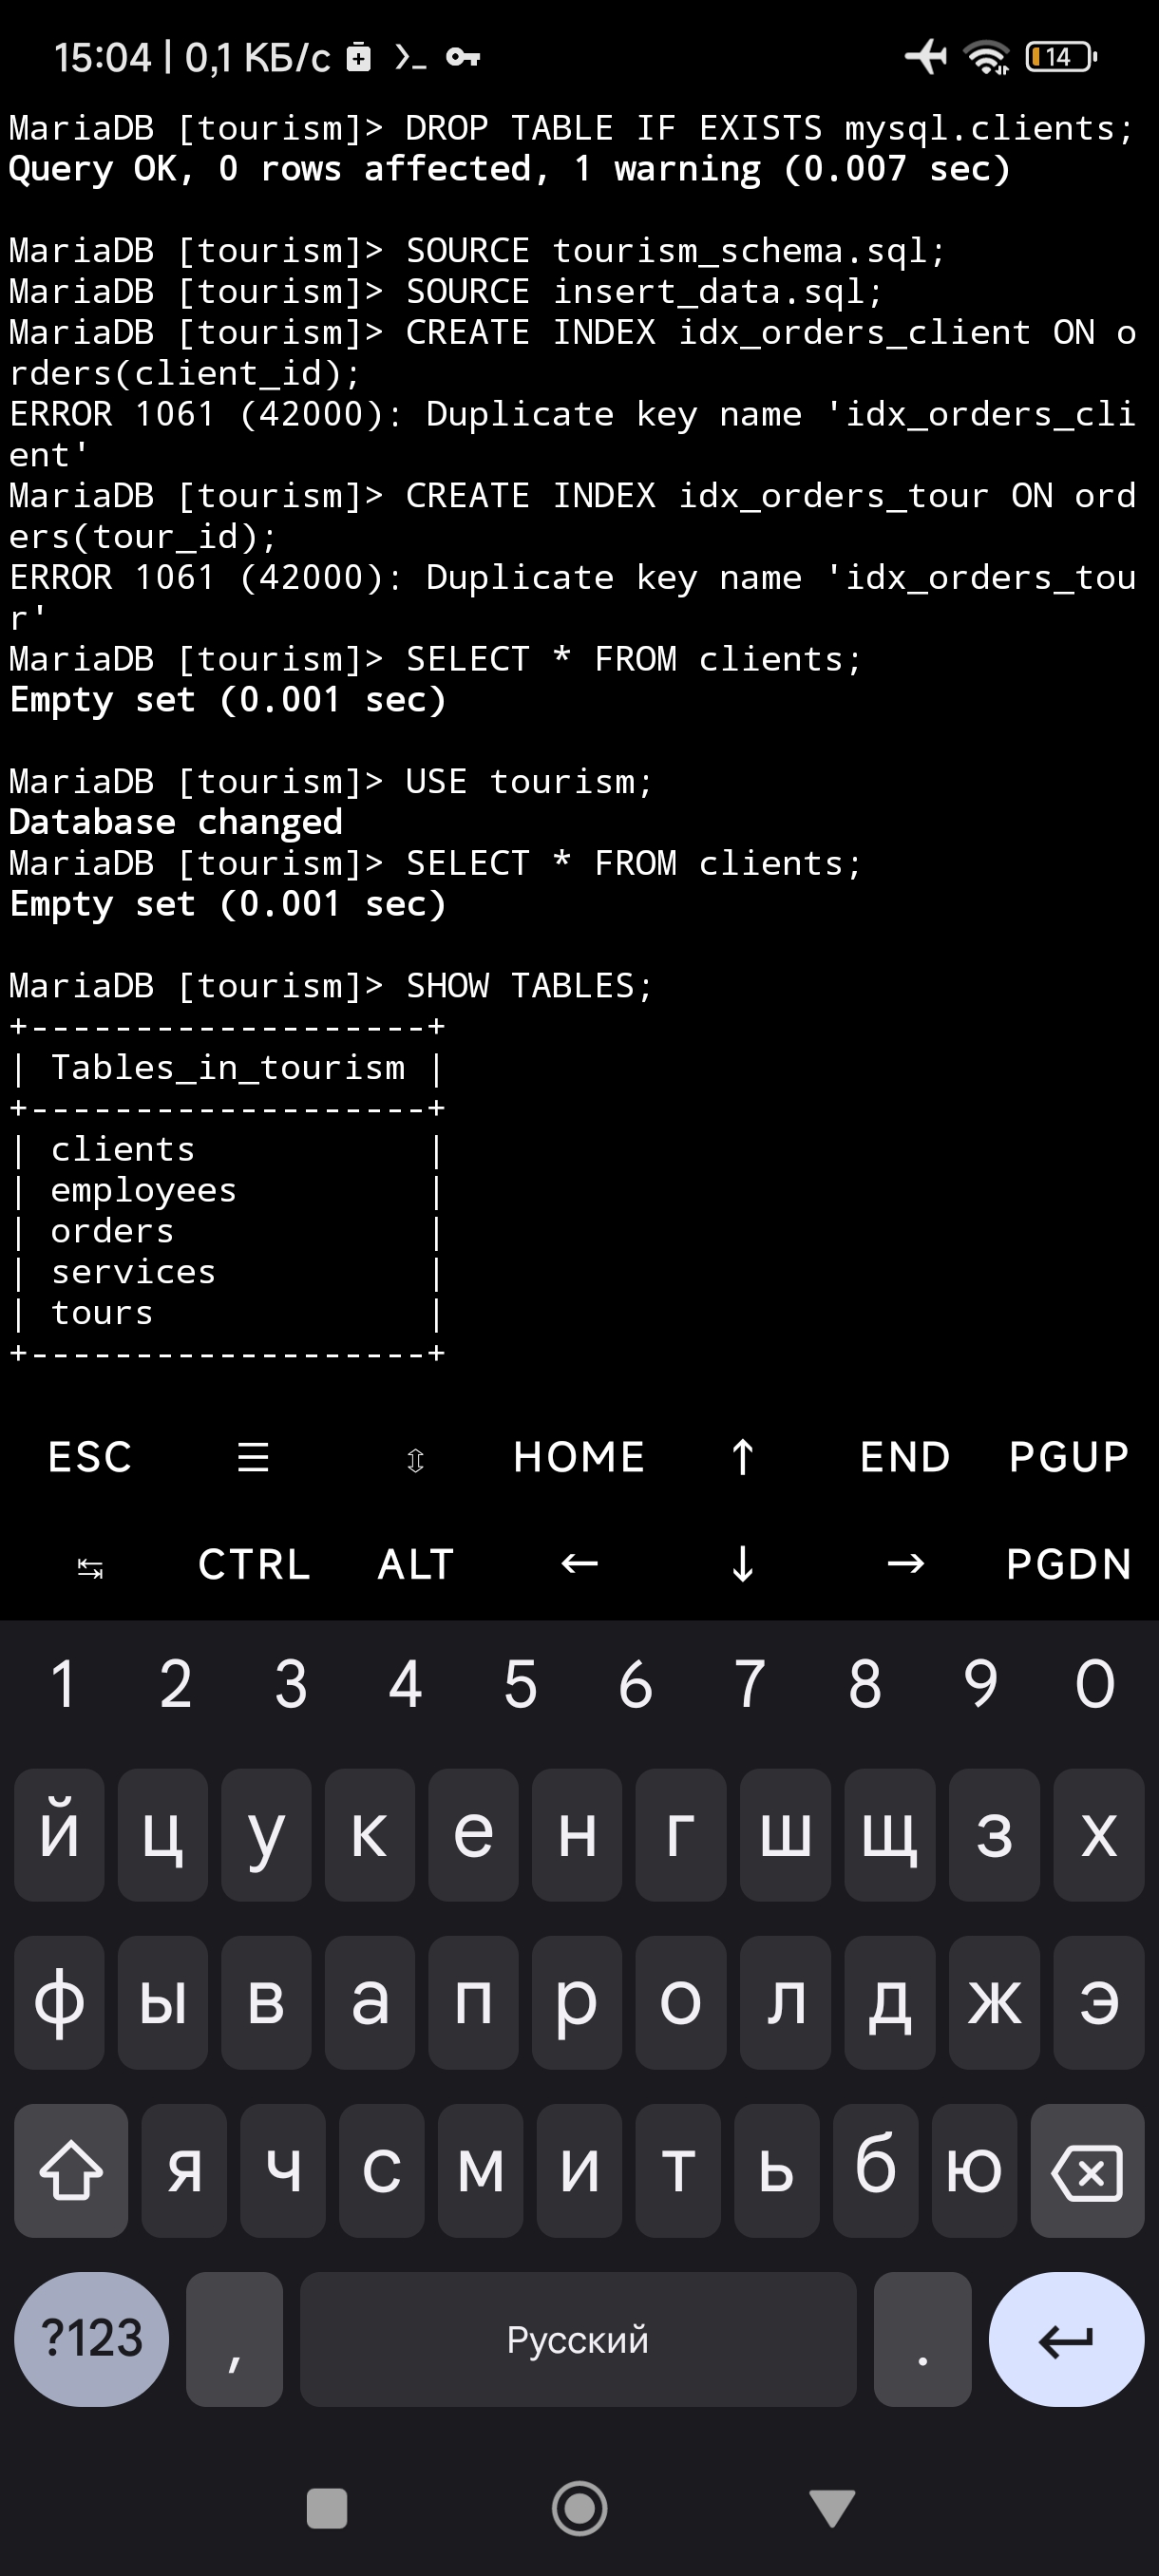 15:04 | 0,1 КБ/с
14
MariaDB [tourism]> DROP TABLE IF EXISTS mysql.clients;
Query OK, 0 rows affected, 1 warning (0.007 sec)
MariaDB [tourism]> SOURCE tourism_schema.sql;
MariaDB [tourism]> SOURCE insert_data.sql;
MariaDB [tourism]> CREATE INDEX idx_orders_client ON o
rders(client_id);
ERROR 1061 (42000): Duplicate key name 'idx_orders_cli
ent'
MariaDB [tourism]> CREATE INDEX idx_orders_tour ON ord
ers(tour_id);
ERROR 1061 (42000): Duplicate key name 'idx_orders_tou
r'
MariaDB [tourism]> SELECT * FROM clients;
Empty set (0.001 sec)
MariaDB [tourism]> USE tourism;
Database changed
MariaDB [tourism]> SELECT * FROM clients;
Empty set (0.001 sec)
MariaDB [tourism]> SHOW TABLES;
+-------------------+
| Tables_in_tourism |
+-------------------+
| clients           |
| employees         |
| orders            |
| services          |
| tours             |
+-------------------+
ESC ☰ ⇳ HOME ↑ END PGUP
↹ CTRL ALT ← ↓ → PGDN
1 2 3 4 5 6 7 8 9 0
й ц у к е н г ш щ з х
ф ы в а п р о л д ж э
я ч с м и т ь б ю
?123 , Русский .